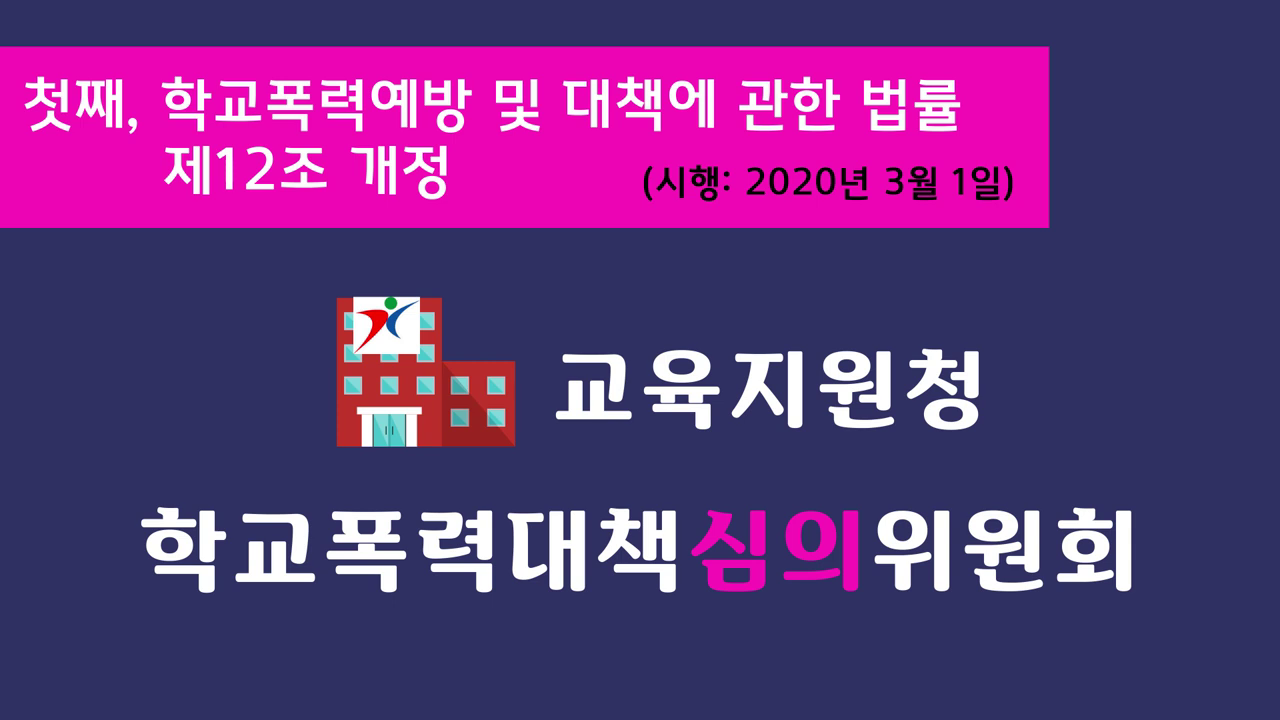 첫째, 학교폭력예방 및 대책에 관한 법률
제12조 개정
(시행: 2020년 3월 1일)
교육지원청
학교폭력대책심의위원회